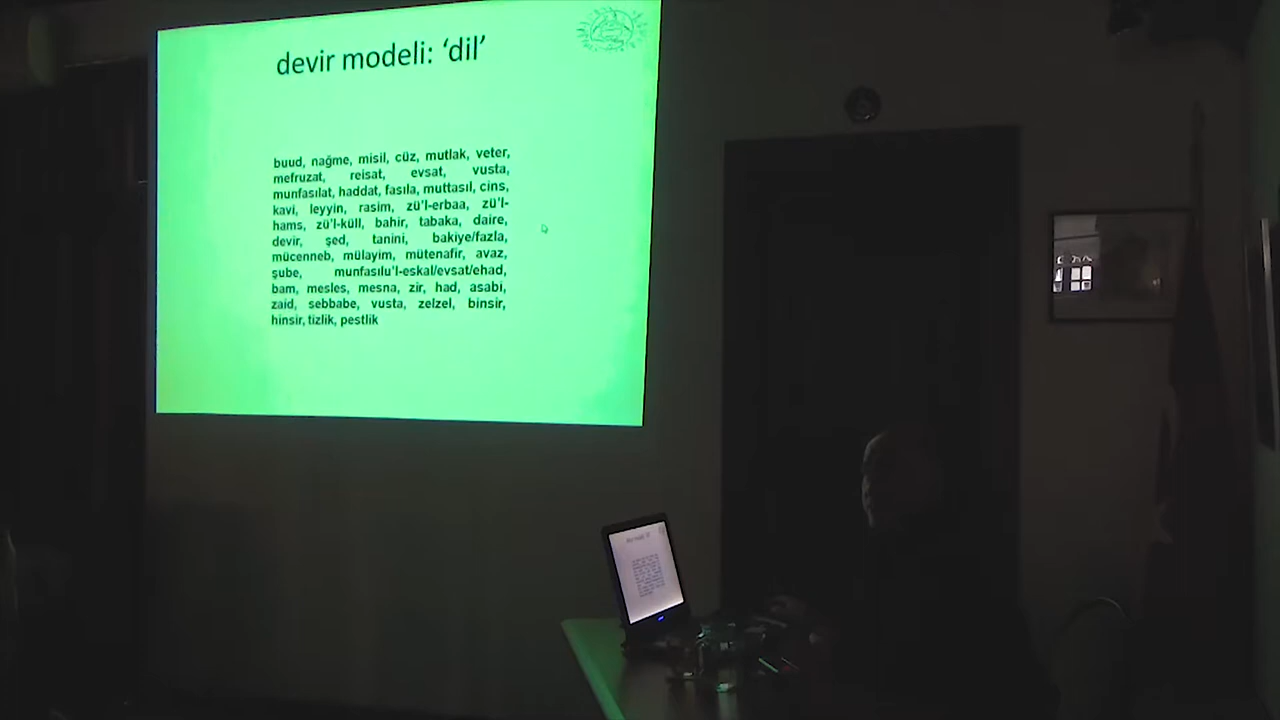 devir modeli: ‘dil’
buud, nağme, misil, cüz, mutlak, veter,
mefruzat, reisat, evsat, vusta,
munfasılat, haddat, fasıla, muttasıl, cins,
kavi, leyyin, rasim, zü'l-erbaa, zü'l-
hams, zü'l-küll, bahir, tabaka, daire,
devir, şed, tanini, bakiye/fazla,
mücenneb, mülayim, mütenafir, avaz,
şube, munfasılu'l-eskal/evsat/ehad,
bam, mesles, mesna, zir, had, asabi,
zaid, sebbabe, vusta, zelzel, binsir,
hinsir, tizlik, pestlik